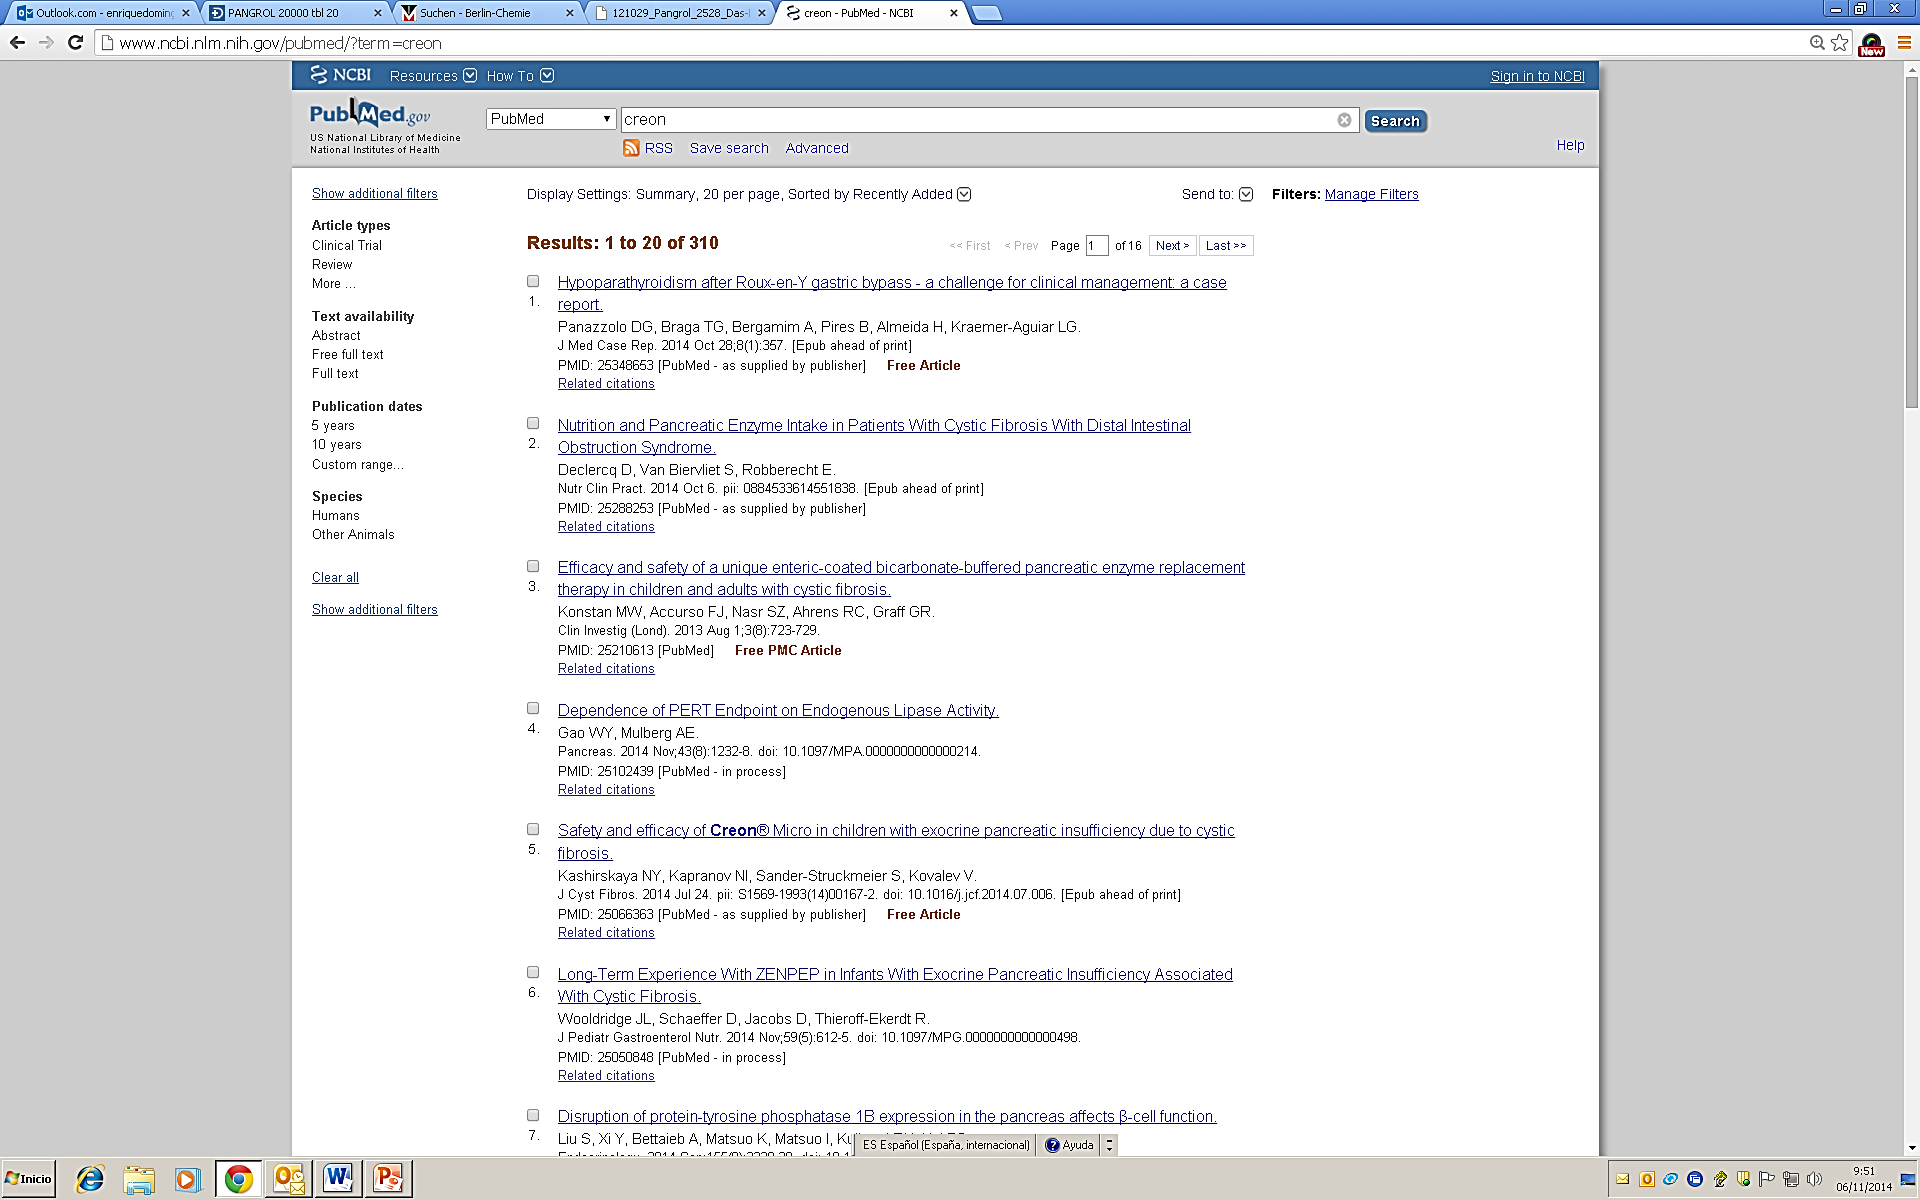 Outlook.com - enriquedoming
PANGROL 20000 tbl 20
Suchen - Berlin-Chemie
121029_Pangrol_2528_Das-
creon - PubMed - NCBI
www.ncbi.nlm.nih.gov/pubmed/?term=creon
New
NCBI Resources How To
Sign in to NCBI
PubMed.gov
US National Library of Medicine
National Institutes of Health
PubMed
creon
Search
RSS Save search Advanced
Help
Show additional filters
Article types
Clinical Trial
Review
More ...
Text availability
Abstract
Free full text
Full text
Publication dates
5 years
10 years
Custom range...
Species
Humans
Other Animals
Clear all
Show additional filters
Display Settings: Summary, 20 per page, Sorted by Recently Added
Send to:
Filters: Manage Filters
Results: 1 to 20 of 310
<< First < Prev Page 1 of 16 Next > Last >>
1. Hypoparathyroidism after Roux-en-Y gastric bypass - a challenge for clinical management: a case
report.
Panazzolo DG, Braga TG, Bergamim A, Pires B, Almeida H, Kraemer-Aguiar LG.
J Med Case Rep. 2014 Oct 28;8(1):357. [Epub ahead of print]
PMID: 25348653 [PubMed - as supplied by publisher] Free Article
Related citations
2. Nutrition and Pancreatic Enzyme Intake in Patients With Cystic Fibrosis With Distal Intestinal
Obstruction Syndrome.
Declercq D, Van Biervliet S, Robberecht E.
Nutr Clin Pract. 2014 Oct 6. pii: 0884533614551838. [Epub ahead of print]
PMID: 25288253 [PubMed - as supplied by publisher]
Related citations
3. Efficacy and safety of a unique enteric-coated bicarbonate-buffered pancreatic enzyme replacement
therapy in children and adults with cystic fibrosis.
Konstan MW, Accurso FJ, Nasr SZ, Ahrens RC, Graff GR.
Clin Investig (Lond). 2013 Aug 1;3(8):723-729.
PMID: 25210613 [PubMed] Free PMC Article
Related citations
4. Dependence of PERT Endpoint on Endogenous Lipase Activity.
Gao WY, Mulberg AE.
Pancreas. 2014 Nov;43(8):1232-8. doi: 10.1097/MPA.0000000000000214.
PMID: 25102439 [PubMed - in process]
Related citations
5. Safety and efficacy of Creon® Micro in children with exocrine pancreatic insufficiency due to cystic
fibrosis.
Kashirskaya NY, Kapranov NI, Sander-Struckmeier S, Kovalev V.
J Cyst Fibros. 2014 Jul 24. pii: S1569-1993(14)00167-2. doi: 10.1016/j.jcf.2014.07.006. [Epub ahead of print]
PMID: 25066363 [PubMed - as supplied by publisher] Free Article
Related citations
6. Long-Term Experience With ZENPEP in Infants With Exocrine Pancreatic Insufficiency Associated
With Cystic Fibrosis.
Wooldridge JL, Schaeffer D, Jacobs D, Thieroff-Ekerdt R.
J Pediatr Gastroenterol Nutr. 2014 Nov;59(5):612-5. doi: 10.1097/MPG.0000000000000498.
PMID: 25050848 [PubMed - in process]
Related citations
7. Disruption of protein-tyrosine phosphatase 1B expression in the pancreas affects β-cell function.
Liu S, Xi Y, Bettaieb A, Matsuo K, Matsuo I,
ES Español (España, internacional) Ayuda
Inicio
9:51
06/11/2014